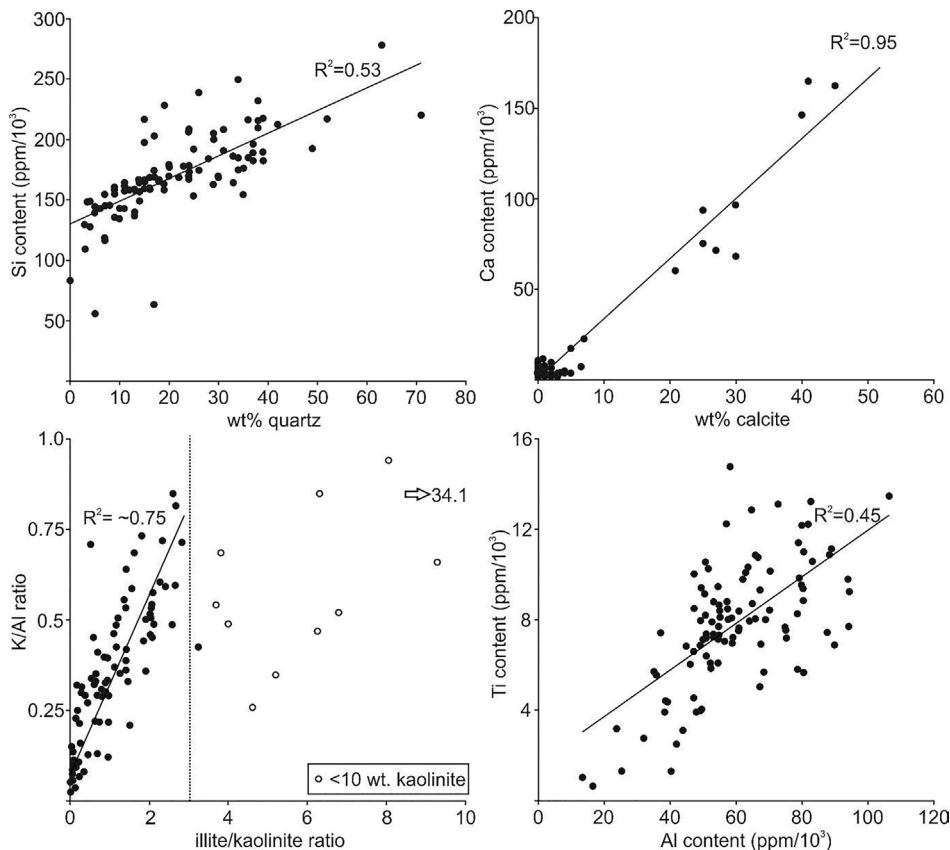 300
250
200
150
100
50
Si content (ppm/10³)
R²=0.53
0 10 20 30 40 50 60 70 80
wt% quartz
200
150
100
50
Ca content (ppm/10³)
R²=0.95
0 10 20 30 40 50 60
wt% calcite
1.0
0.75
0.5
0.25
K/Al ratio
R²= ~0.75
34.1
<10 wt. kaolinite
0 2 4 6 8 10
illite/kaolinite ratio
16
12
8
4
Ti content (ppm/10³)
R²=0.45
0 20 40 60 80 100 120
Al content (ppm/10³)